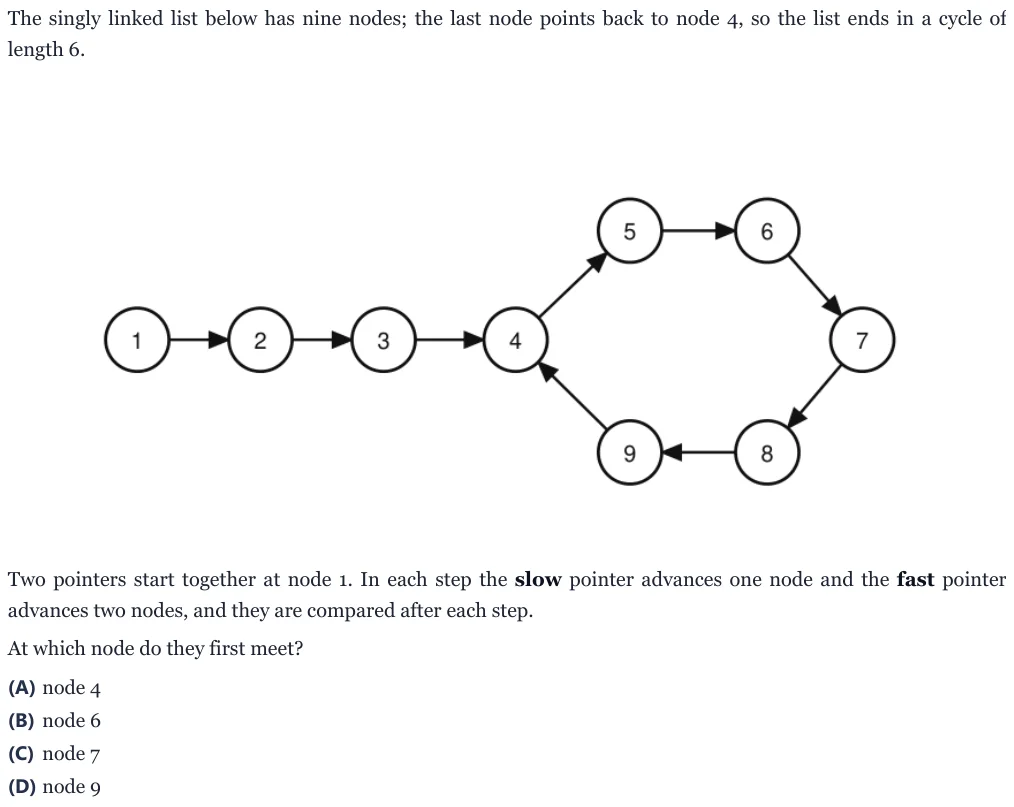 The singly linked list below has nine nodes; the last node points back to node 4, so the list ends in a cycle of
length 6.
5
6
1
2
3
4
7
9
8
Two pointers start together at node 1. In each step the slow pointer advances one node and the fast pointer
advances two nodes, and they are compared after each step.
At which node do they first meet?
(A) node 4
(B) node 6
(C) node 7
(D) node 9